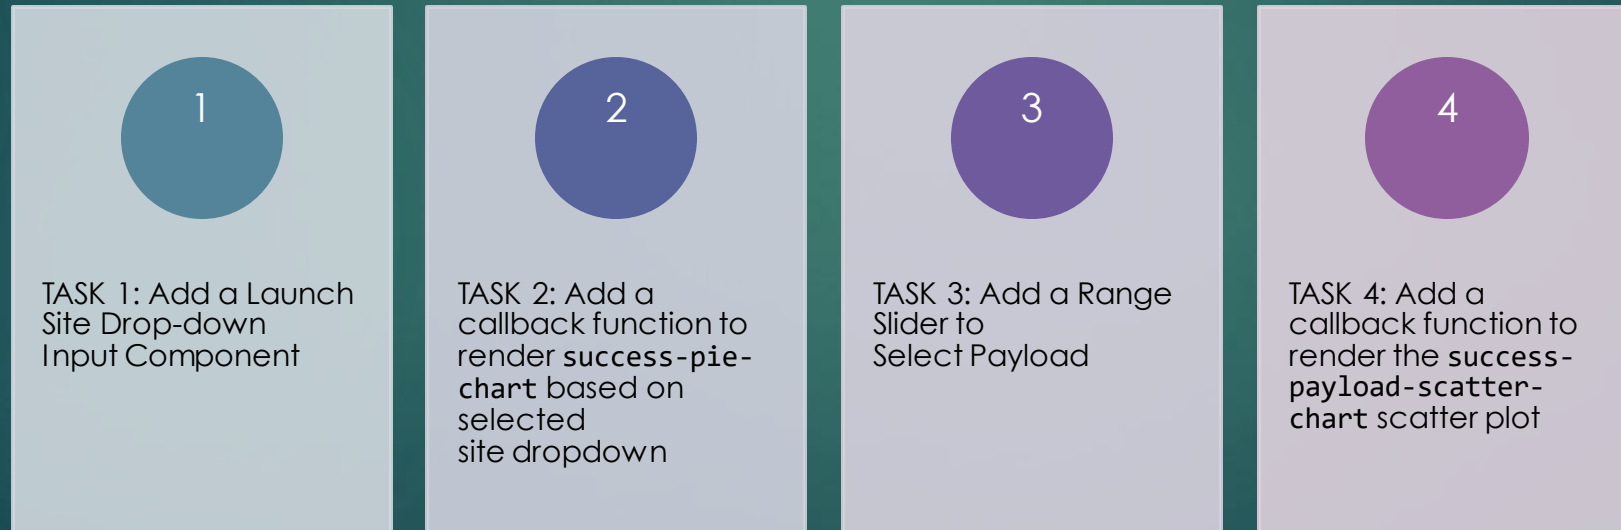 1
TASK 1: Add a Launch
Site Drop-down
Input Component
2
TASK 2: Add a
callback function to
render success-pie-
chart based on
selected
site dropdown
3
TASK 3: Add a Range
Slider to
Select Payload
4
TASK 4: Add a
callback function to
render the success-
payload-scatter-
chart scatter plot